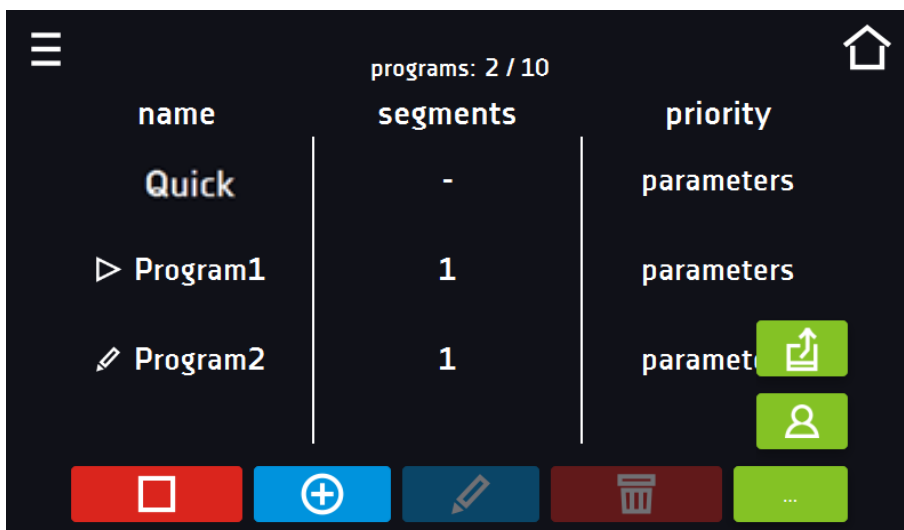 programs: 2 / 10
name segments priority
Quick - parameters
Program1 1 parameters
Program2 1 paramet
...